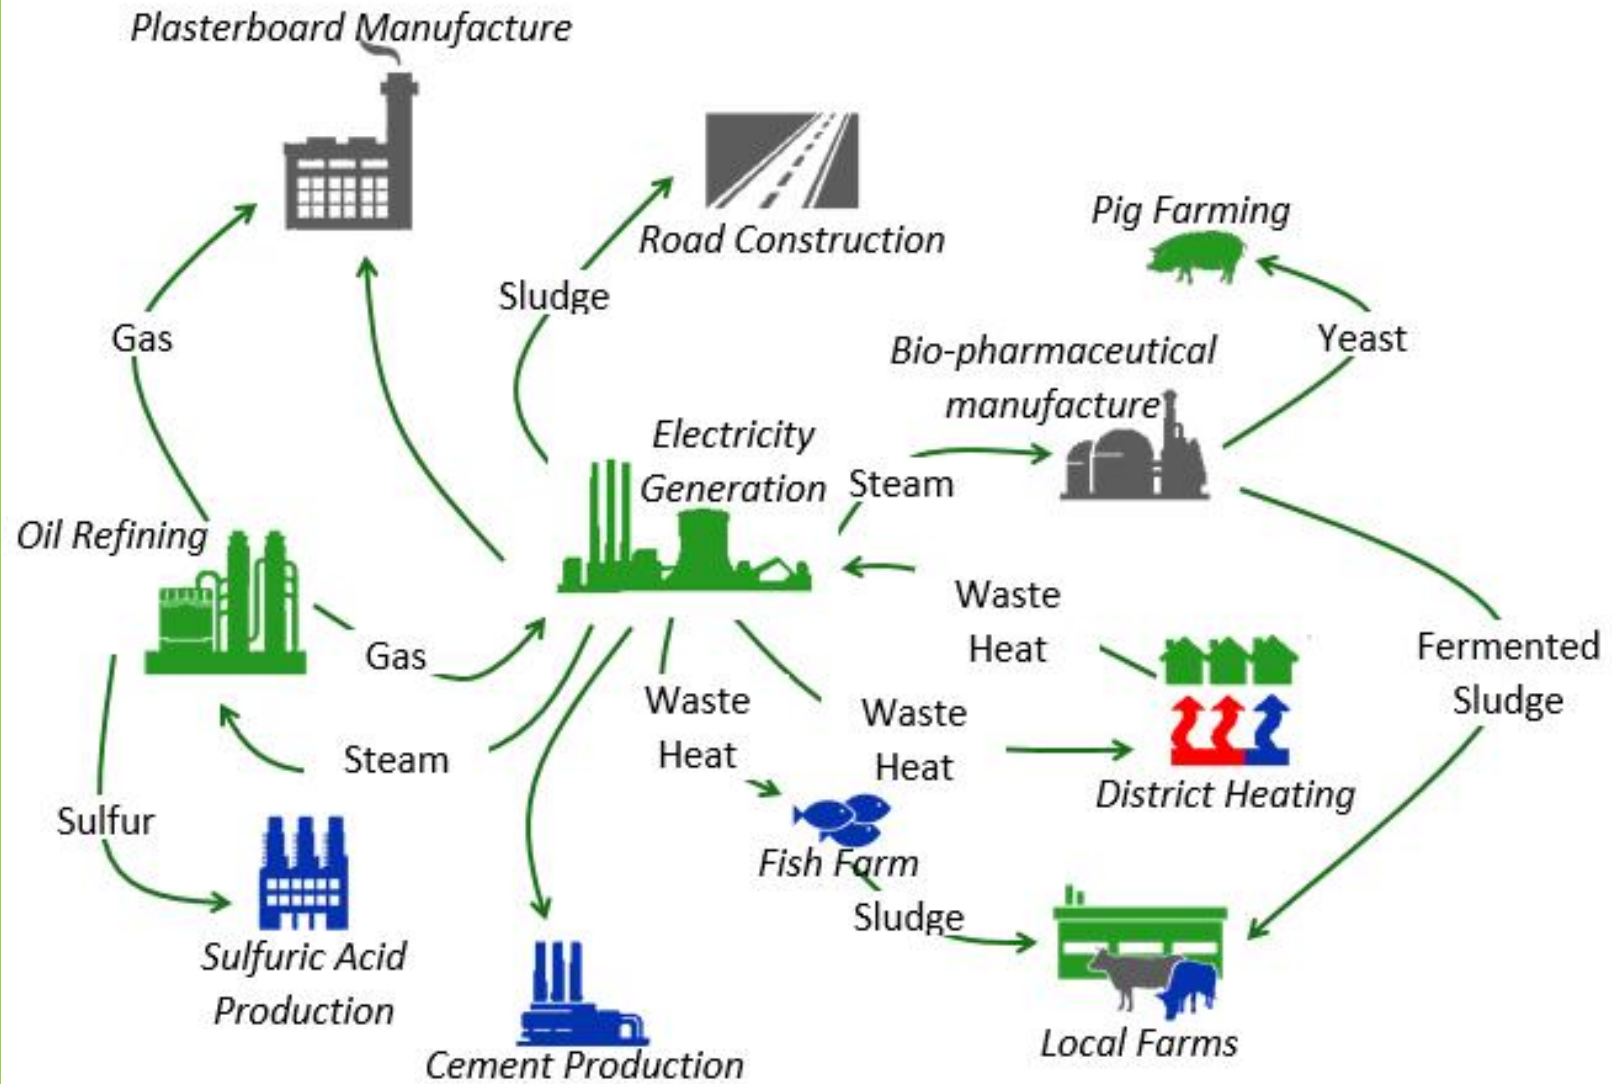 Plasterboard Manufacture
Road Construction
Pig Farming
Sludge
Gas
Yeast
Bio-pharmaceutical
manufacture
Electricity
Generation
Steam
Oil Refining
Waste
Heat
Gas
Fermented
Sludge
Waste
Heat
Waste
Heat
Steam
District Heating
Sulfur
Fish Farm
Sludge
Sulfuric Acid
Production
Local Farms
Cement Production